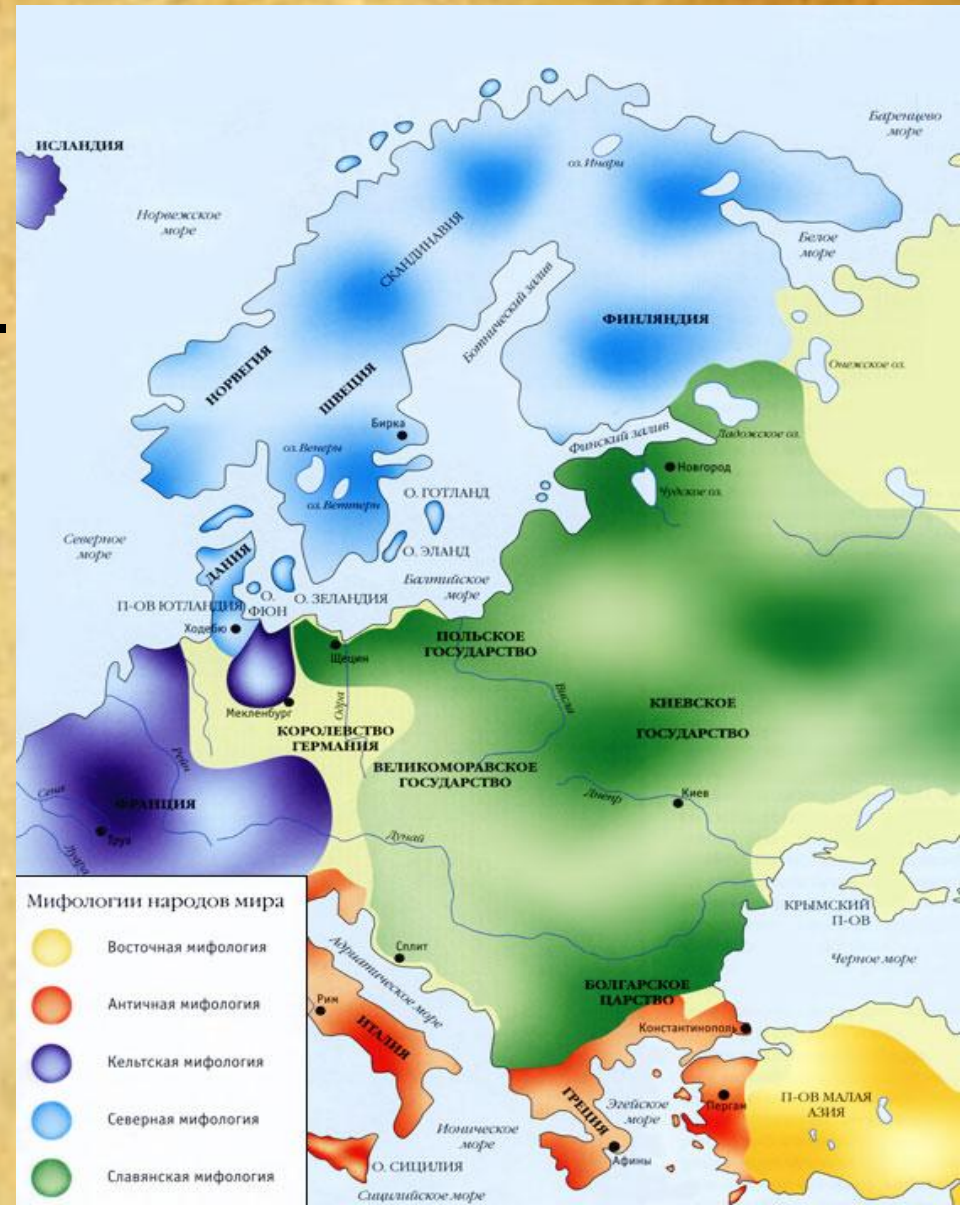 ИСЛАНДИЯ
Баренцево
море
Норвежское
море
оз. Инари
СКАНДИНАВИЯ
Белое
море
Ботнический залив
ФИНЛЯНДИЯ
Онежское оз.
НОРВЕГИЯ
ШВЕЦИЯ
Бирка
Финский залив
Ладожское оз.
оз. Венерн
Новгород
Чудское оз.
оз. Веттерн
О. ГОТЛАНД
Северное
море
О. ЭЛАНД
ДАНИЯ
Балтийское
море
П-ОВ ЮТЛАНДИЯ
О.
ФЮН
О. ЗЕЛАНДИЯ
Ходебю
ПОЛЬСКОЕ
ГОСУДАРСТВО
Щецин
Одра
Висла
Мекленбург
КИЕВСКОЕ
ГОСУДАРСТВО
КОРОЛЕВСТВО
ГЕРМАНИЯ
Рейн
ВЕЛИКОМОРАВСКОЕ
ГОСУДАРСТВО
Сена
ФРАНЦИЯ
Днепр
Киев
Труа
Луара
Дунай
Мифологии народов мира
Восточная мифология
Античная мифология
Кельтская мифология
Северная мифология
Славянская мифология
КРЫМСКИЙ
П-ОВ
Адриатическое море
Сплит
Черное море
Рим
ИТАЛИЯ
БОЛГАРСКОЕ
ЦАРСТВО
Константинополь
ГРЕЦИЯ
Эгейское
море
Пергам
П-ОВ МАЛАЯ
АЗИЯ
Ионическое
море
Афины
О. СИЦИЛИЯ
Сицилийское море